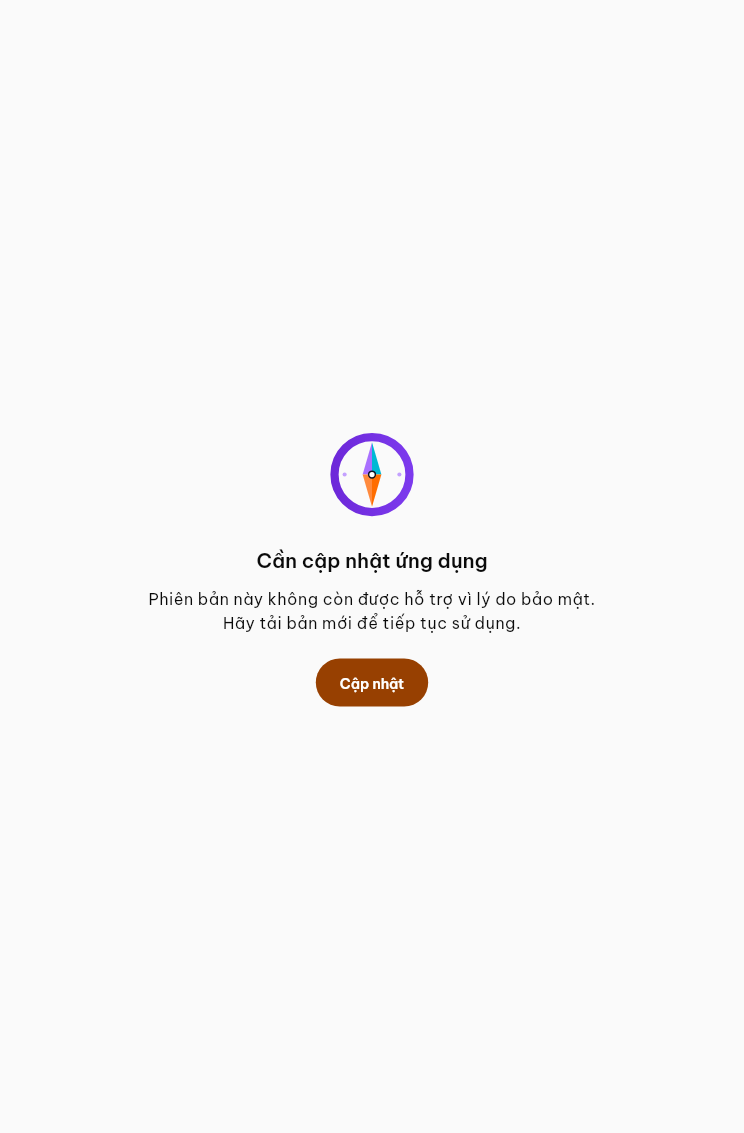 Cần cập nhật ứng dụng
Phiên bản này không còn được hỗ trợ vì lý do bảo mật.
Hãy tải bản mới để tiếp tục sử dụng.
Cập nhật